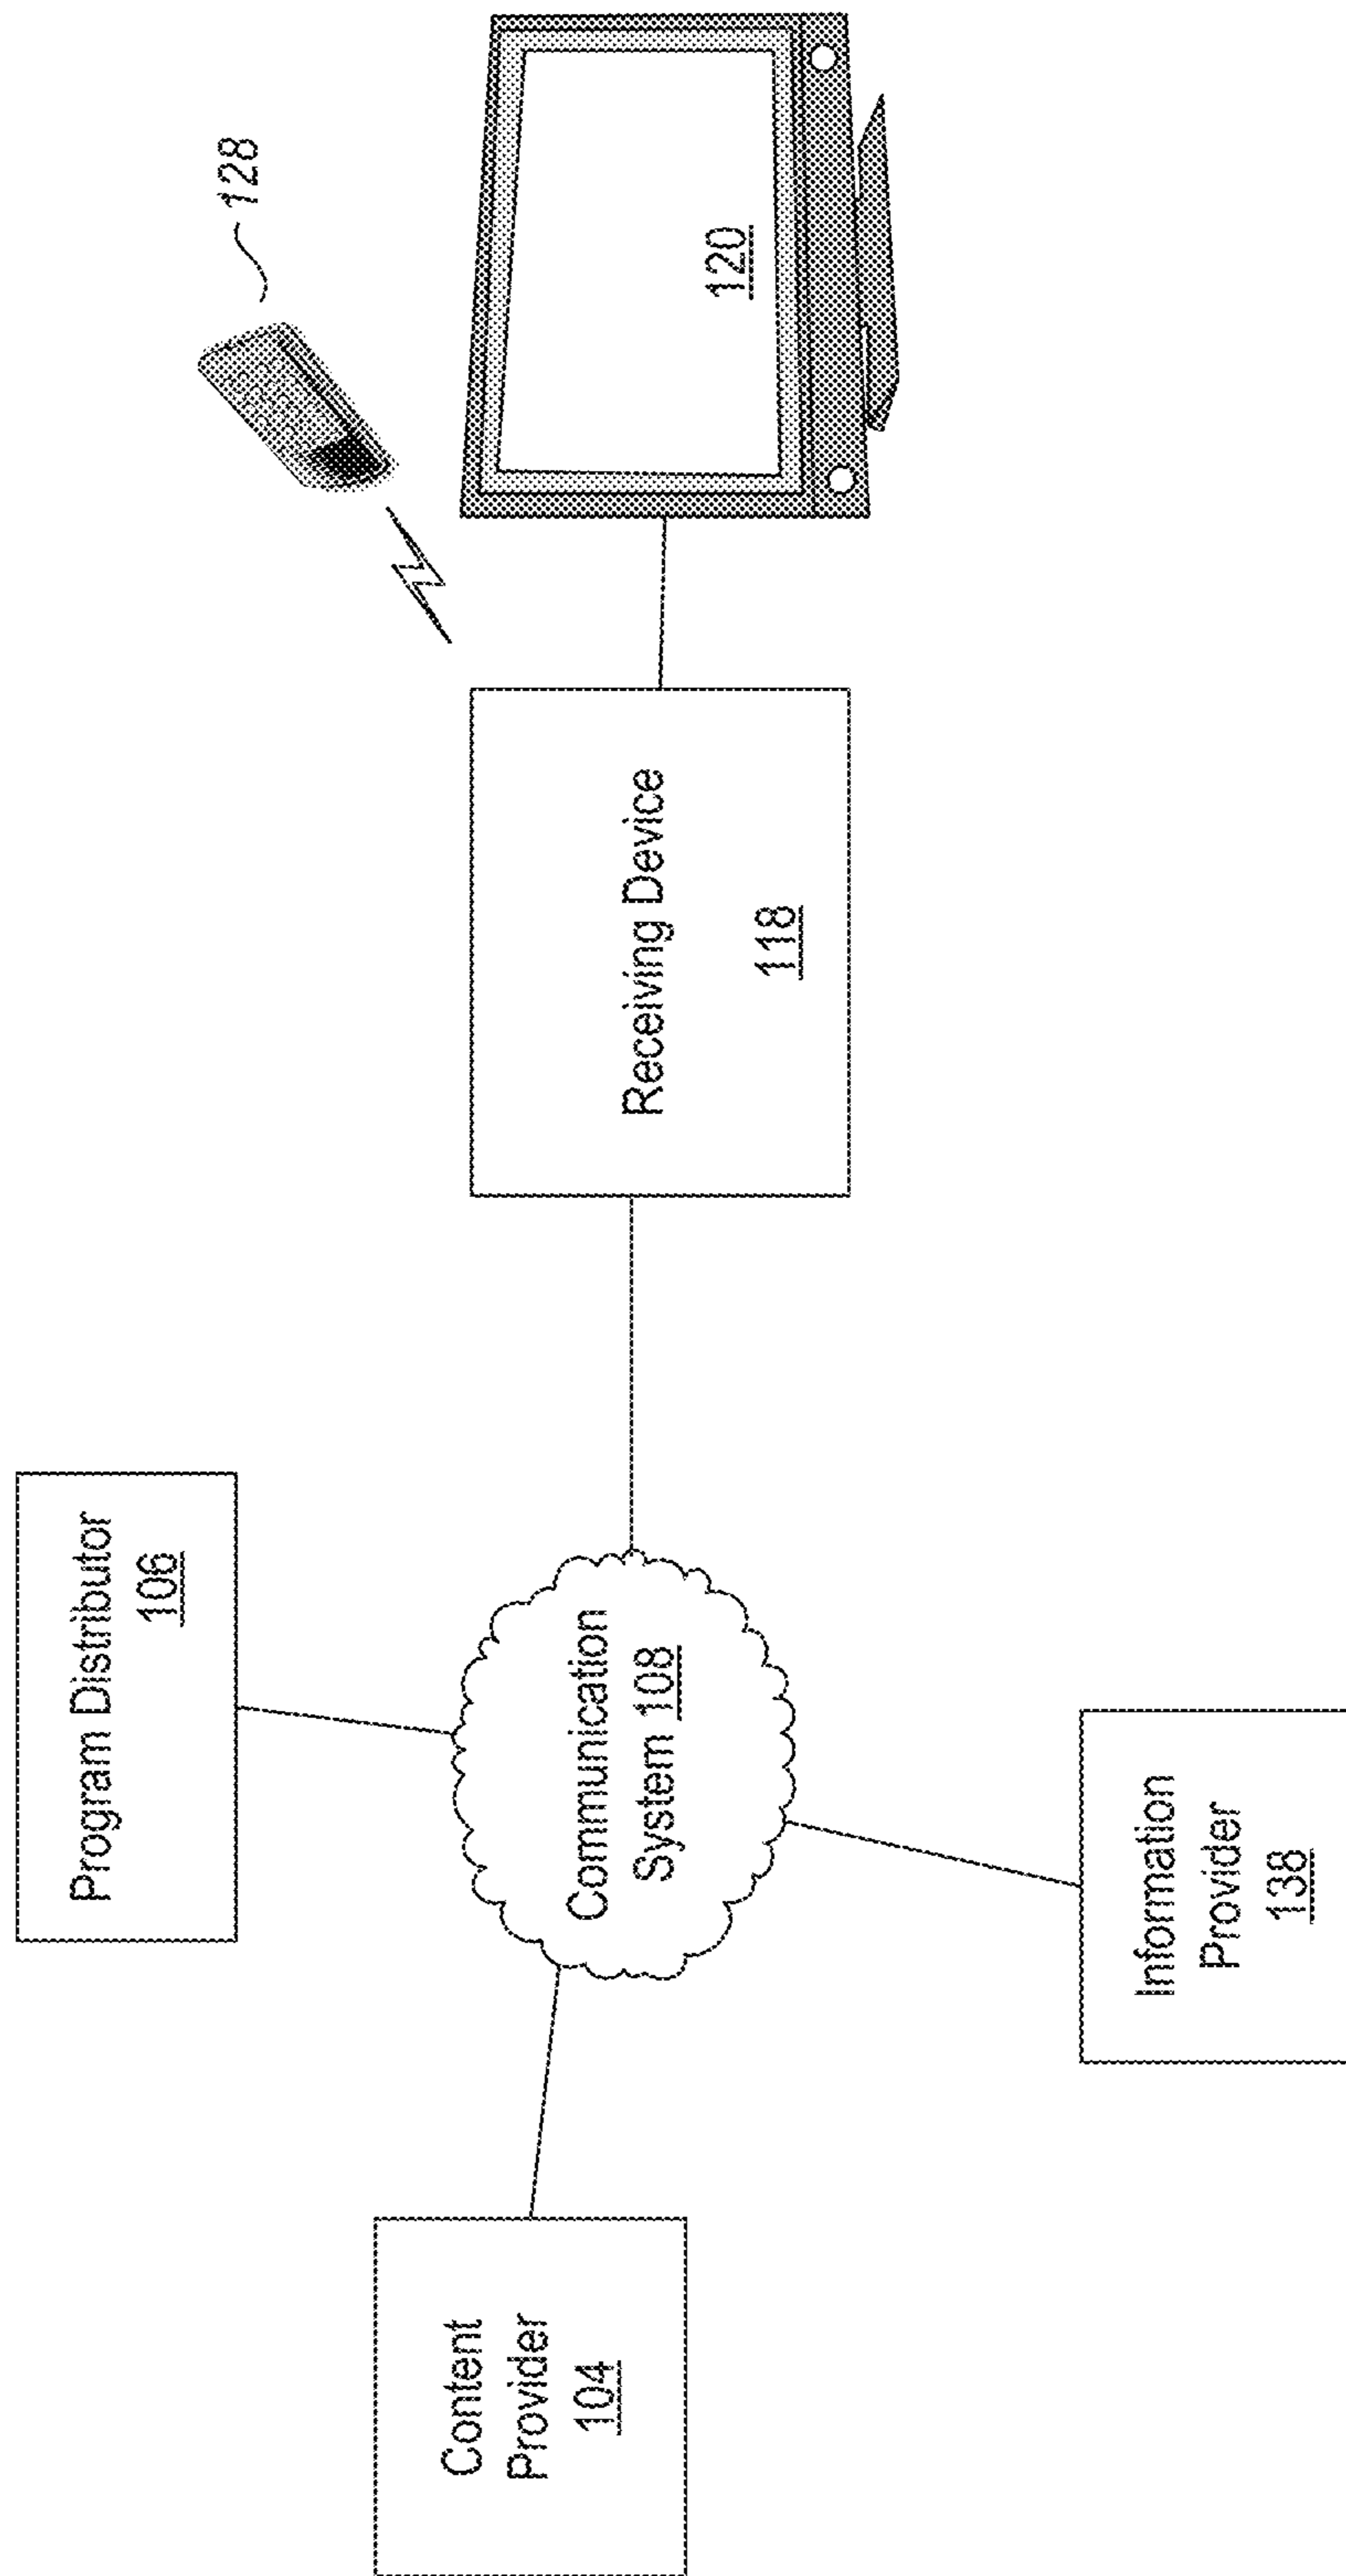 Program Distributor
106
128
Content
Provider
104
Communication
System 108
Receiving Device
118
120
Information
Provider
138